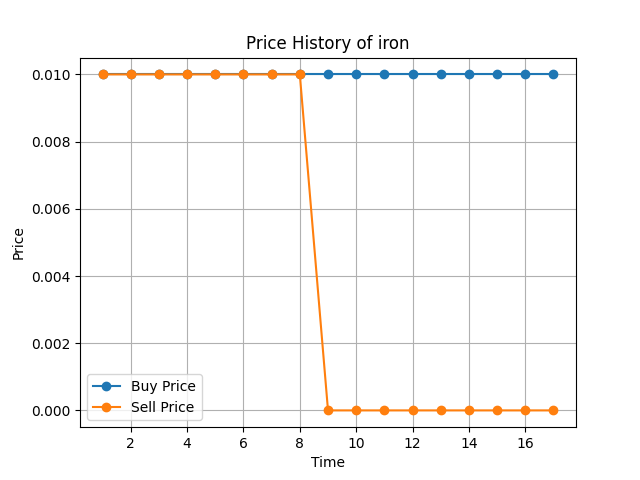 Price History of iron
Price
0.010
0.008
0.006
0.004
0.002
0.000
Buy Price
Sell Price
2 4 6 8 10 12 14 16
Time